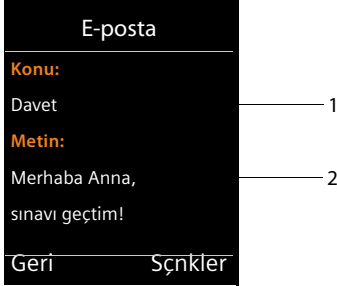 E-posta
Konu:
Davet
1
Metin:
Merhaba Anna,
2
sınavı geçtim!
Geri Sçnkler